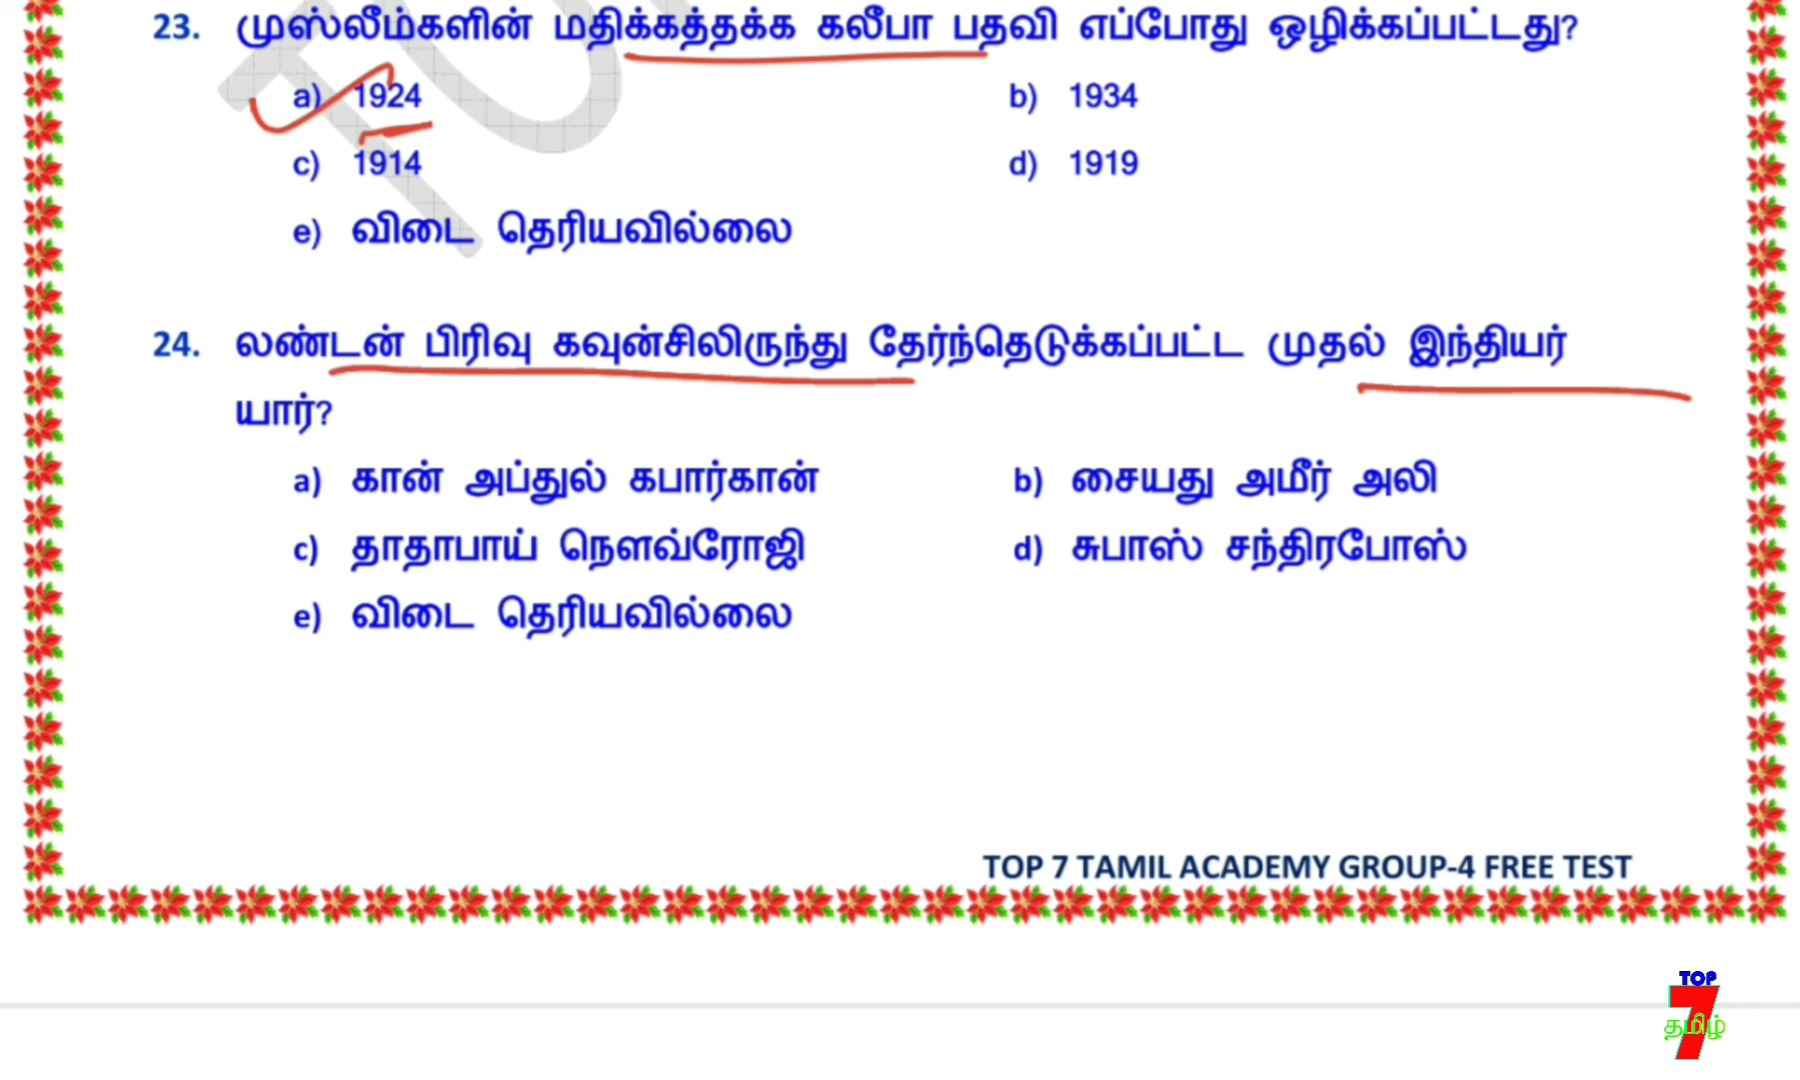 23. முஸ்லீம்களின் மதிக்கத்தக்க கலீபா பதவி எப்போது ஒழிக்கப்பட்டது?
a) 1924 b) 1934
c) 1914 d) 1919
e) விடை தெரியவில்லை
24. லண்டன் பிரிவு கவுன்சிலிருந்து தேர்ந்தெடுக்கப்பட்ட முதல் இந்தியர்
யார்?
a) கான் அப்துல் கபார்கான் b) சையது அமீர் அலி
c) தாதாபாய் நௌவ்ரோஜி d) சுபாஸ் சந்திரபோஸ்
e) விடை தெரியவில்லை
TOP 7 TAMIL ACADEMY GROUP-4 FREE TEST
TOP
7
தமிழ்